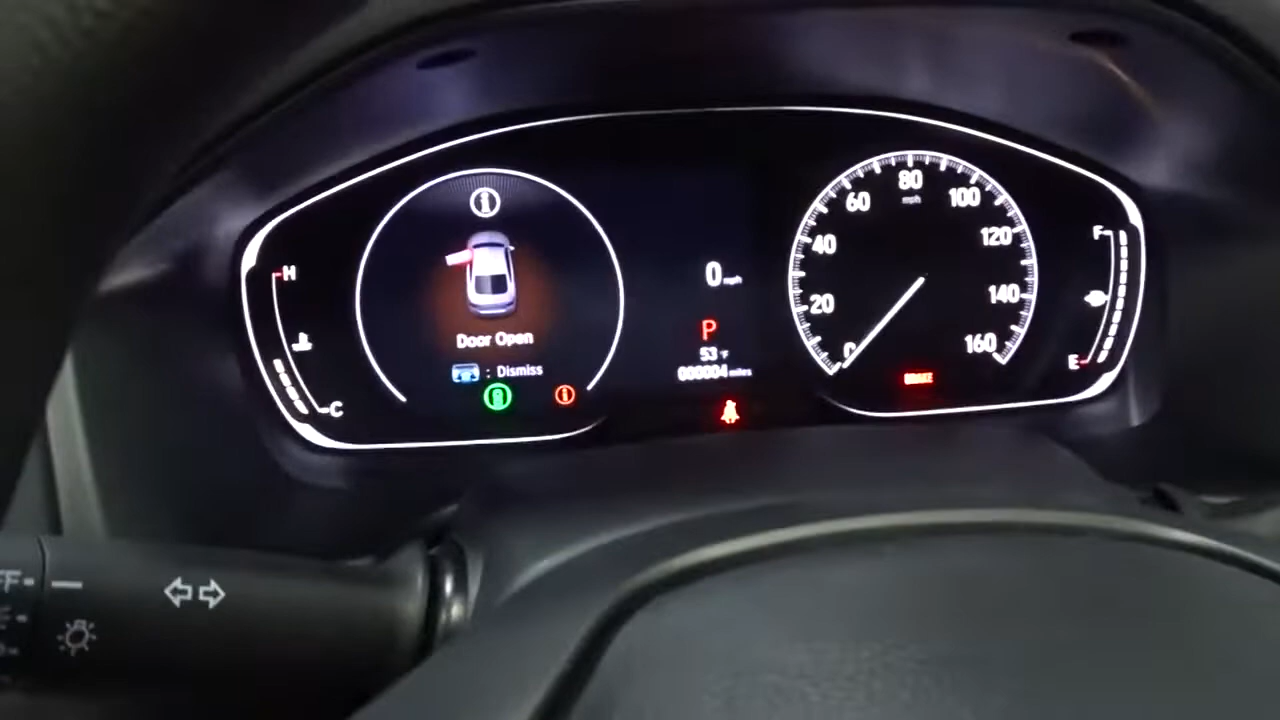 H
C
Door Open
: Dismiss
0 mph
P
53 °F
000004 miles
0
20
40
60
80
mph
100
120
140
160
BRAKE
F
E